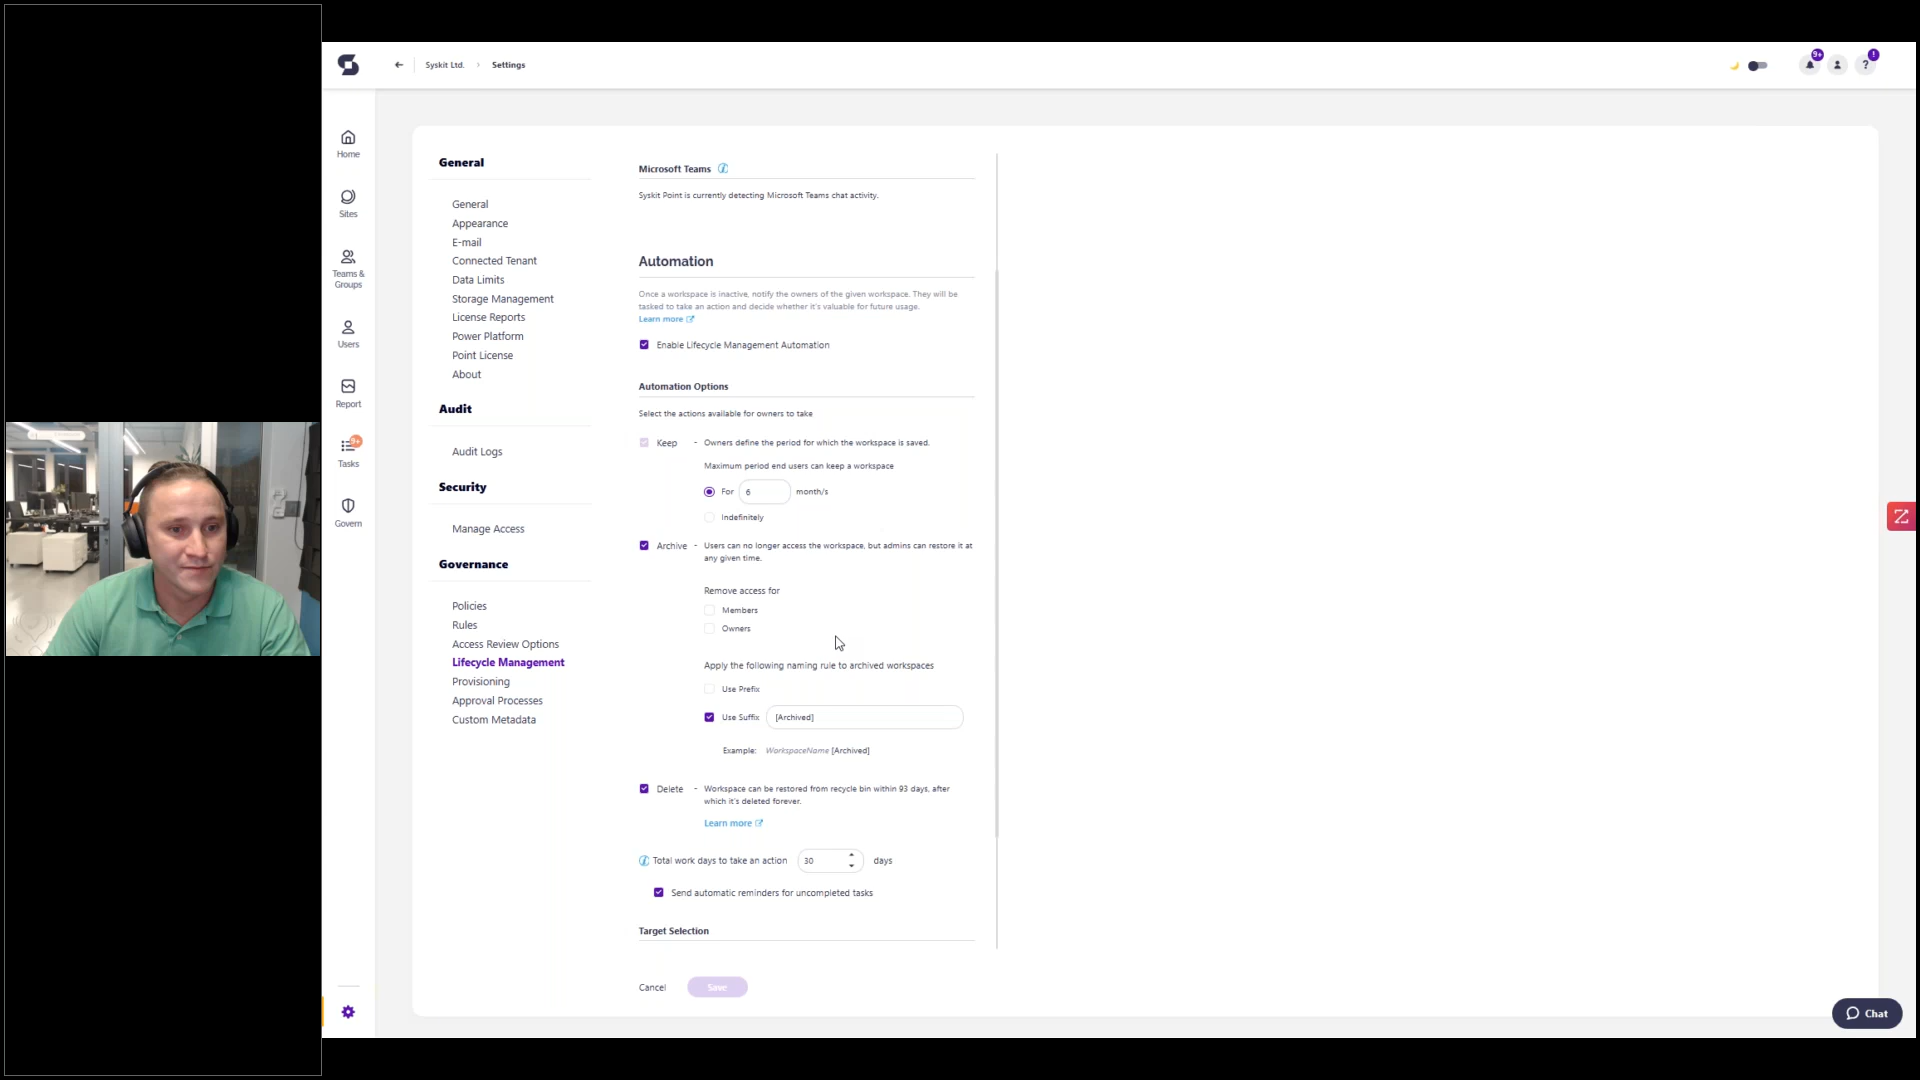 Syskit Ltd. > Settings
9+
!
?
Home
Sites
Teams &
Groups
Users
Report
9+
Tasks
Govern
General
General
Appearance
E-mail
Connected Tenant
Data Limits
Storage Management
License Reports
Power Platform
Point License
About
Audit
Audit Logs
Security
Manage Access
Governance
Policies
Rules
Access Review Options
Lifecycle Management
Provisioning
Approval Processes
Custom Metadata
Microsoft Teams
Syskit Point is currently detecting Microsoft Teams chat activity.
Automation
Once a workspace is inactive, notify the owners of the given workspace. They will be
tasked to take an action and decide whether it's valuable for future usage.
Learn more
Enable Lifecycle Management Automation
Automation Options
Select the actions available for owners to take
Keep - Owners define the period for which the workspace is saved.
Maximum period end users can keep a workspace
For 6 month/s
Indefinitely
Archive - Users can no longer access the workspace, but admins can restore it at
any given time.
Remove access for
Members
Owners
Apply the following naming rule to archived workspaces
Use Prefix
Use Suffix [Archived]
Example: WorkspaceName [Archived]
Delete - Workspace can be restored from recycle bin within 93 days, after
which it's deleted forever.
Learn more
Total work days to take an action 30 days
Send automatic reminders for uncompleted tasks
Target Selection
Cancel Save
Chat